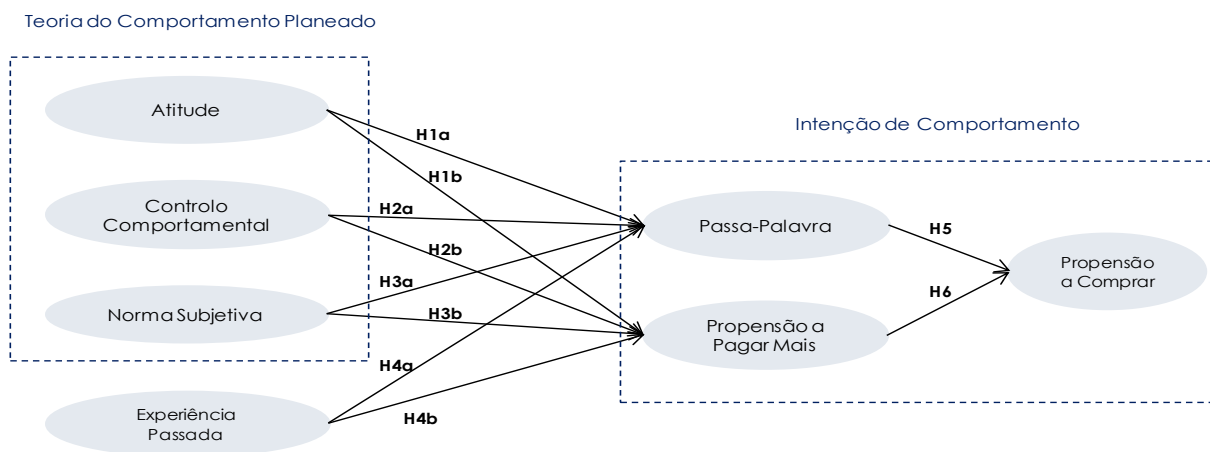 Teoria do Comportamento Planeado
Atitude
Controlo
Comportamental
Norma Subjetiva
Experiência
Passada
H1a
H1b
H2a
H2b
H3a
H3b
H4a
H4b
Intenção de Comportamento
Passa-Palavra
Propensão a
Pagar Mais
H5
H6
Propensão
a Comprar